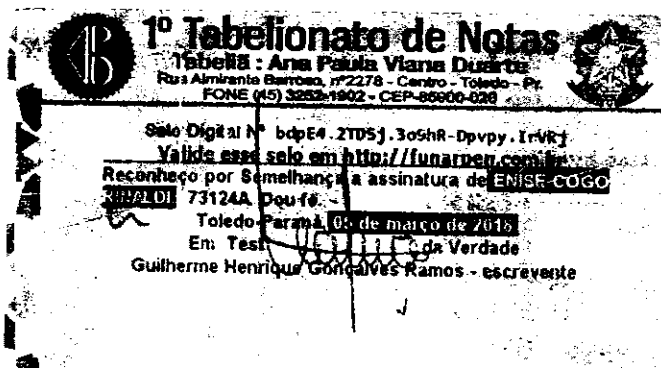 1º Tabelionato de Notas
Tabeliã : Ana Paula Viana Duarte
Rua Almirante Barroso, nº2278 - Centro - Toledo - Pr.
FONE (45) 3252-1902 - CEP-85900-020
Selo Digital Nº bdpE4.2TDSj.3o5hR-Dpvpy.IrVRj
Valide esse selo em http://funarpen.com.br
Reconheço por Semelhança a assinatura de ENISE COGO
RINALDI 73124A. Dou fé. -
Toledo-Paraná, de março de
Em Test da Verdade
Guilherme Henrique Gonçalves Ramos - escrevente